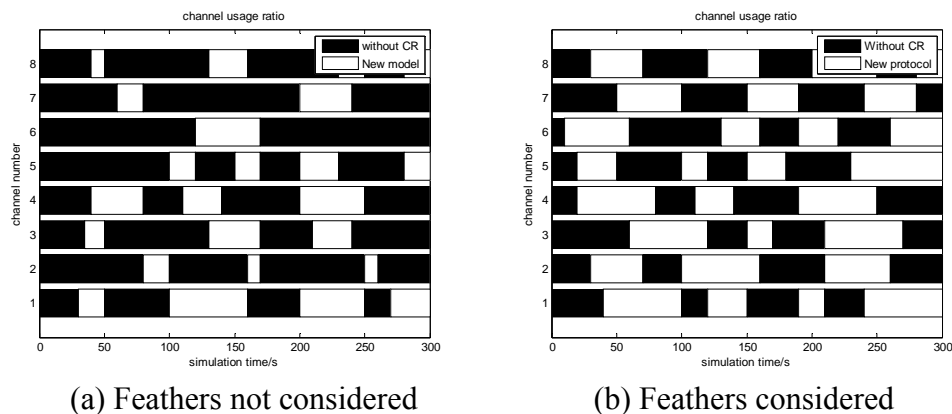 channel usage ratio
without CR
New model
8
7
6
5
4
3
2
1
channel number
0 50 100 150 200 250 300
simulation time/s
(a) Feathers not considered
channel usage ratio
Without CR
New protocol
8
7
6
5
4
3
2
1
channel number
0 50 100 150 200 250 300
simulation time/s
(b) Feathers considered